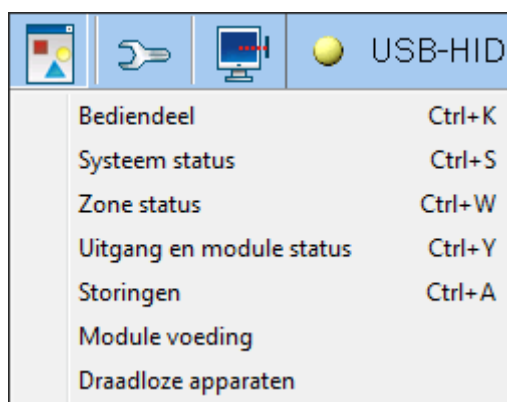 USB-HID
Bediendeel Ctrl+K
Systeem status Ctrl+S
Zone status Ctrl+W
Uitgang en module status Ctrl+Y
Storingen Ctrl+A
Module voeding
Draadloze apparaten